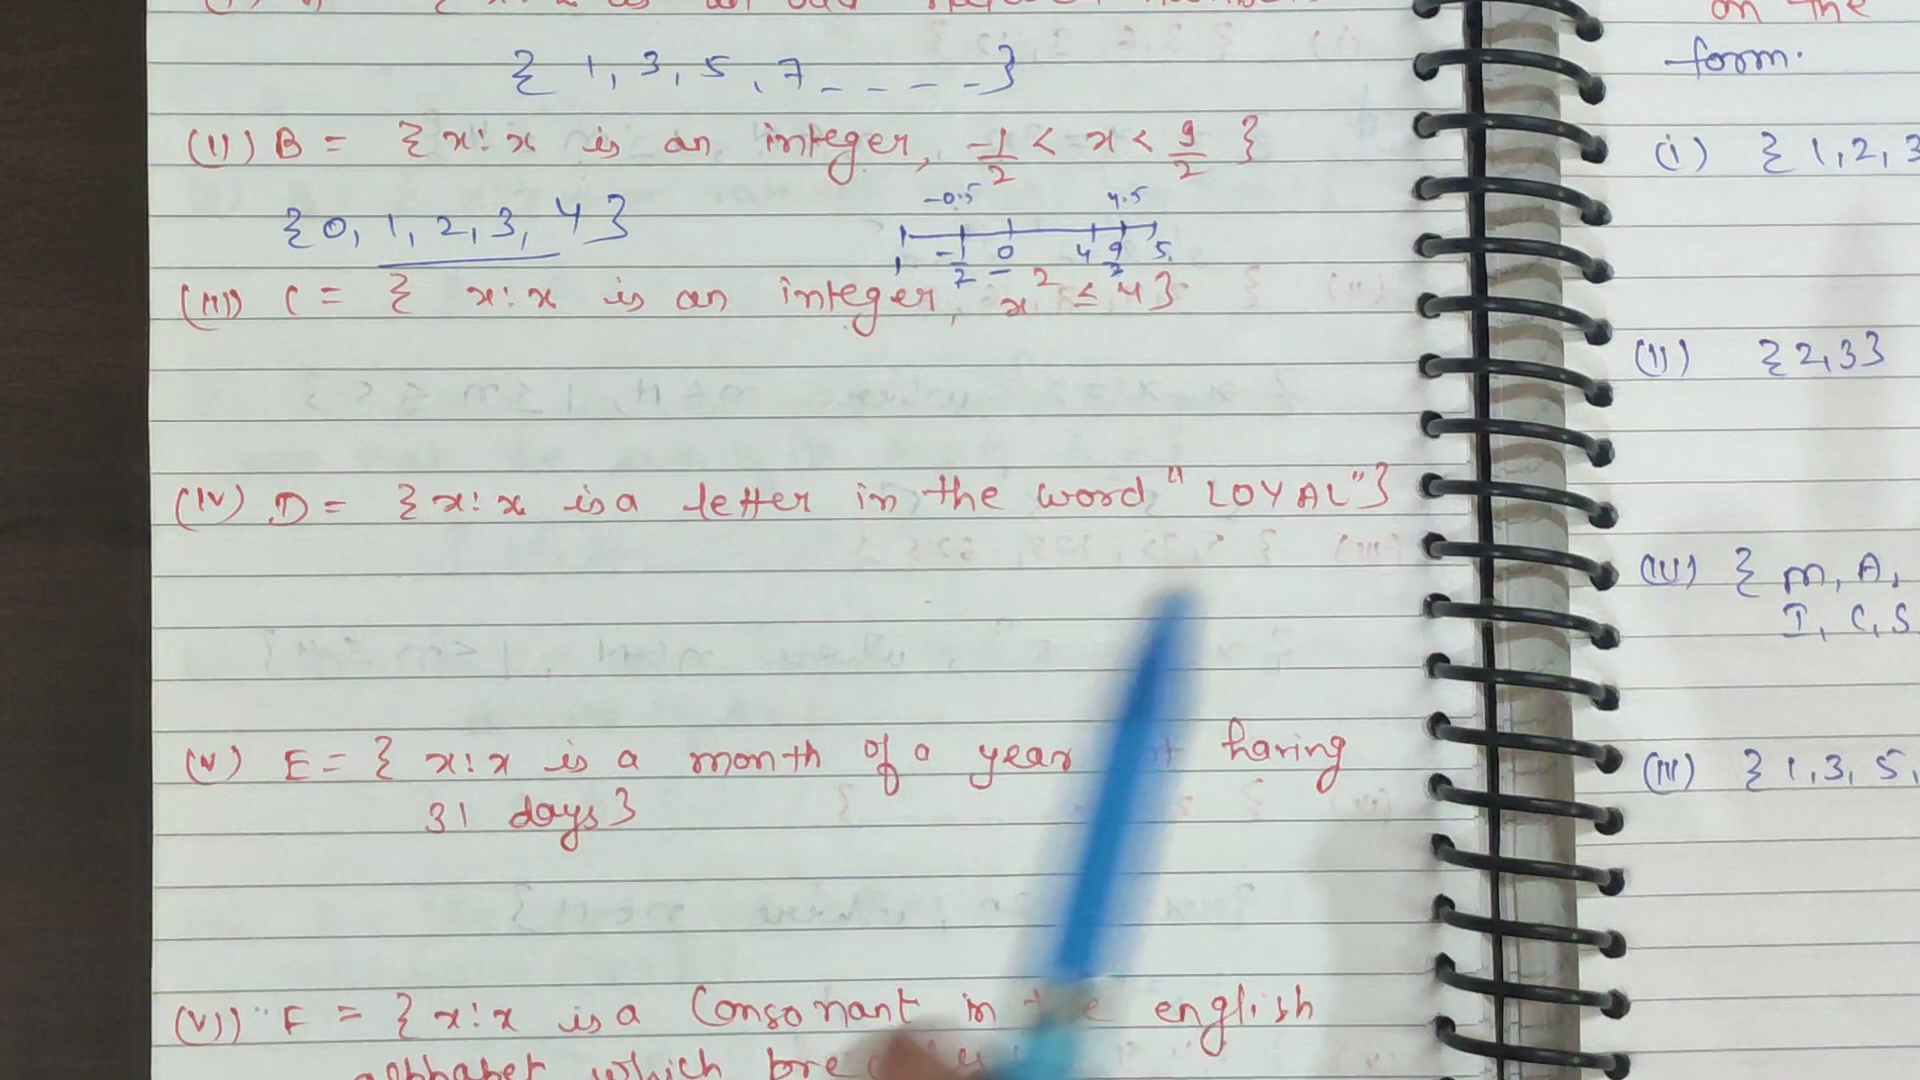 { 1, 3, 5, 7 - - - - }
(II) B = { x : x is an integer, -1/2 < x < 9/2 }
{ 0, 1, 2, 3, 4 }
-0.5 4.5
-1/2 0 4 9/2 5
(III) C = { x : x is an integer, x² ≤ 4 }
(IV) D = { x : x is a letter in the word "LOYAL" }
(V) E = { x : x is a month of a year having
31 days }
(VI) F = { x : x is a Consonant in the english
alphabet which
on the
form.
(i) { 1, 2, 3
(II) { 2, 3 }
{ m, A,
I, C, S
(III) { 1, 3, 5,